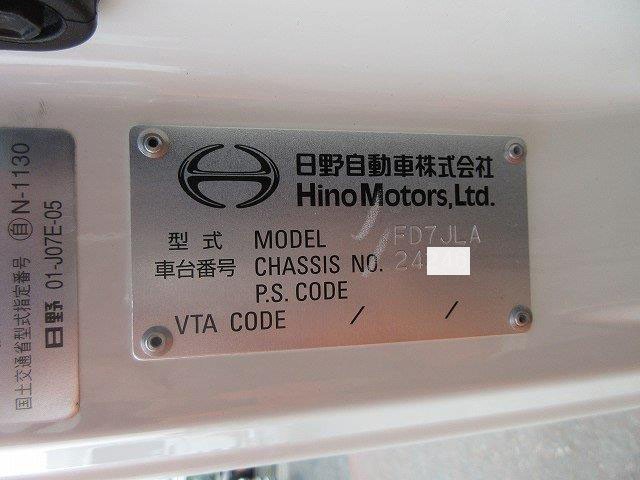 日野自動車株式会社
Hino Motors, Ltd.
型式 MODEL FD7JLA
車台番号 CHASSIS NO. 24
P.S. CODE
VTA CODE / /
国土交通省型式指定番号 自 N-1130
日野 01-J07E-05